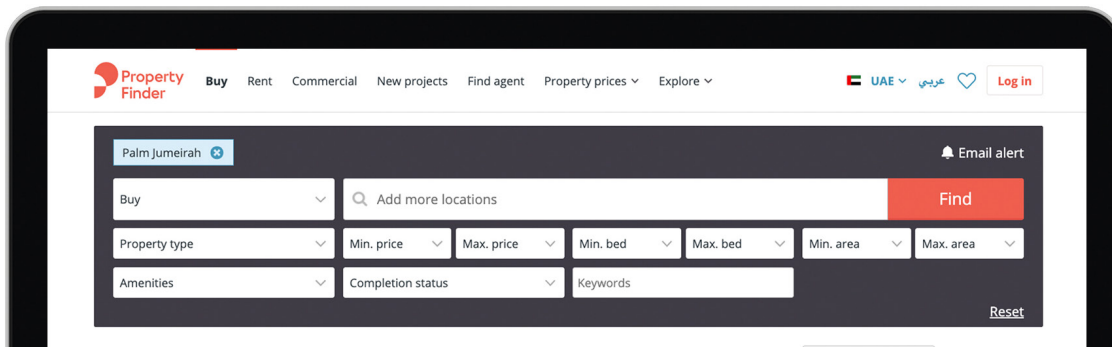 Property Finder
Buy Rent Commercial New projects Find agent Property prices Explore UAE عربي Log in
Palm Jumeirah Email alert
Buy Add more locations Find
Property type Min. price Max. price Min. bed Max. bed Min. area Max. area
Amenities Completion status Keywords
Reset